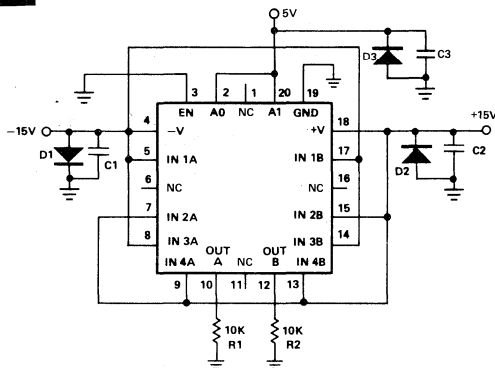 5V
D3
C3
3 2 1 20 19
EN A0 NC A1 GND
-15V
4 -V
+V 18
+15V
D1
C1
5 IN 1A
IN 1B 17
D2
C2
6 NC
NC 16
7 IN 2A
IN 2B 15
8 IN 3A
IN 3B 14
OUT OUT
IN 4A A NC B IN 4B
9 10 11 12 13
10K 10K
R1 R2